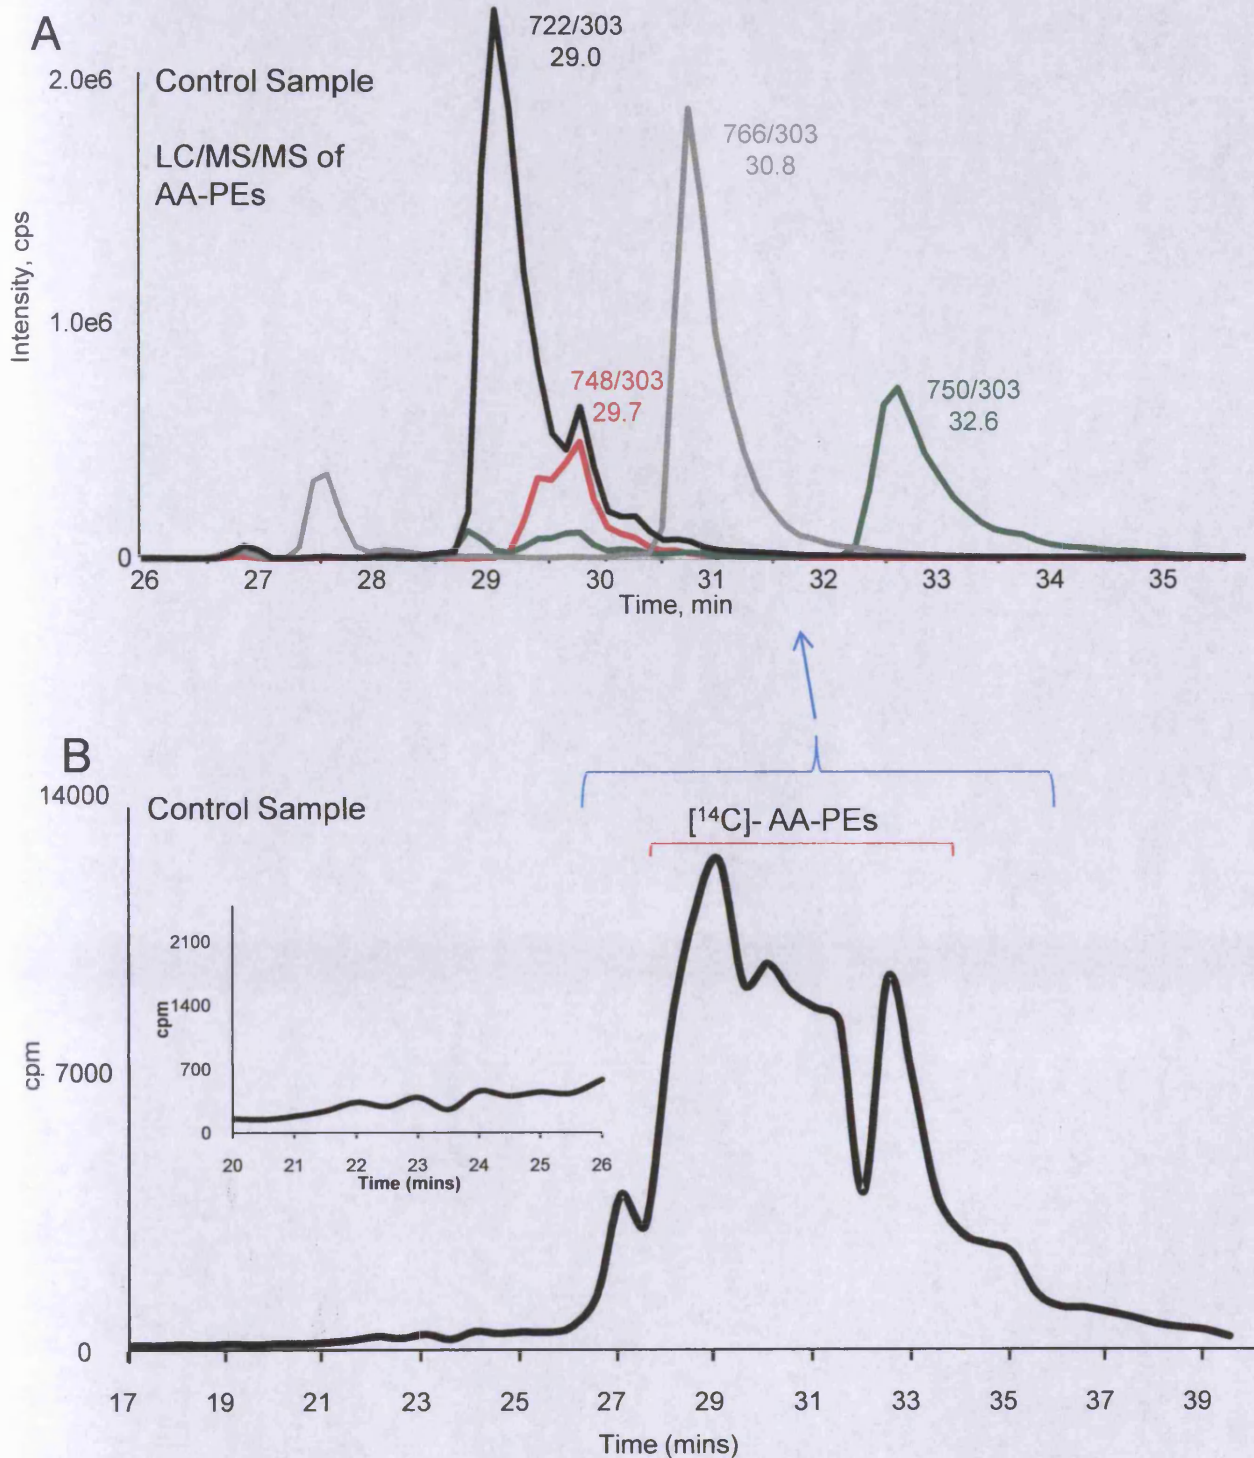 A
722/303
29.0
2.0e6
Control Sample
766/303
30.8
LC/MS/MS of
AA-PEs
Intensity, cps
1.0e6
748/303
29.7
750/303
32.6
0
26 27 28 29 30 31 32 33 34 35
Time, min
B
14000
Control Sample
[¹⁴C]- AA-PEs
2100
1400
cpm
700
0
20 21 22 23 24 25 26
Time (mins)
cpm
7000
0
17 19 21 23 25 27 29 31 33 35 37 39
Time (mins)